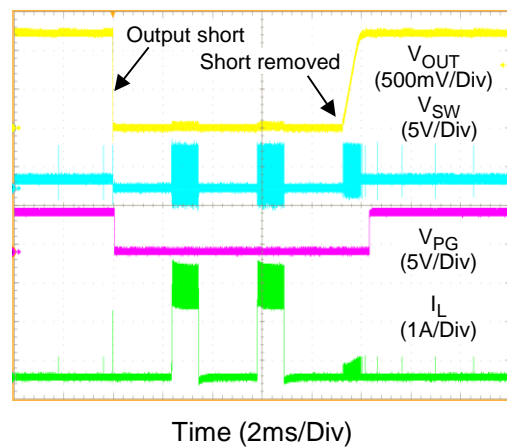 Output short
Short removed
VOUT
(500mV/Div)
VSW
(5V/Div)
VPG
(5V/Div)
IL
(1A/Div)
Time (2ms/Div)